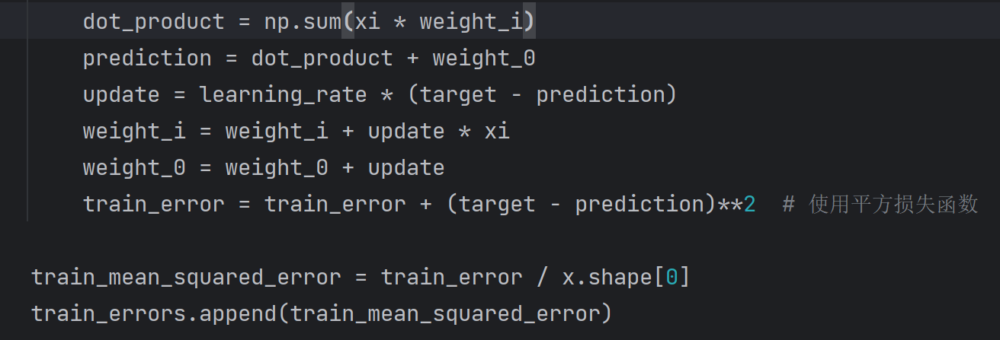 dot_product = np.sum(xi * weight_i)
prediction = dot_product + weight_0
update = learning_rate * (target - prediction)
weight_i = weight_i + update * xi
weight_0 = weight_0 + update
train_error = train_error + (target - prediction)**2  # 使用平方损失函数
train_mean_squared_error = train_error / x.shape[0]
train_errors.append(train_mean_squared_error)